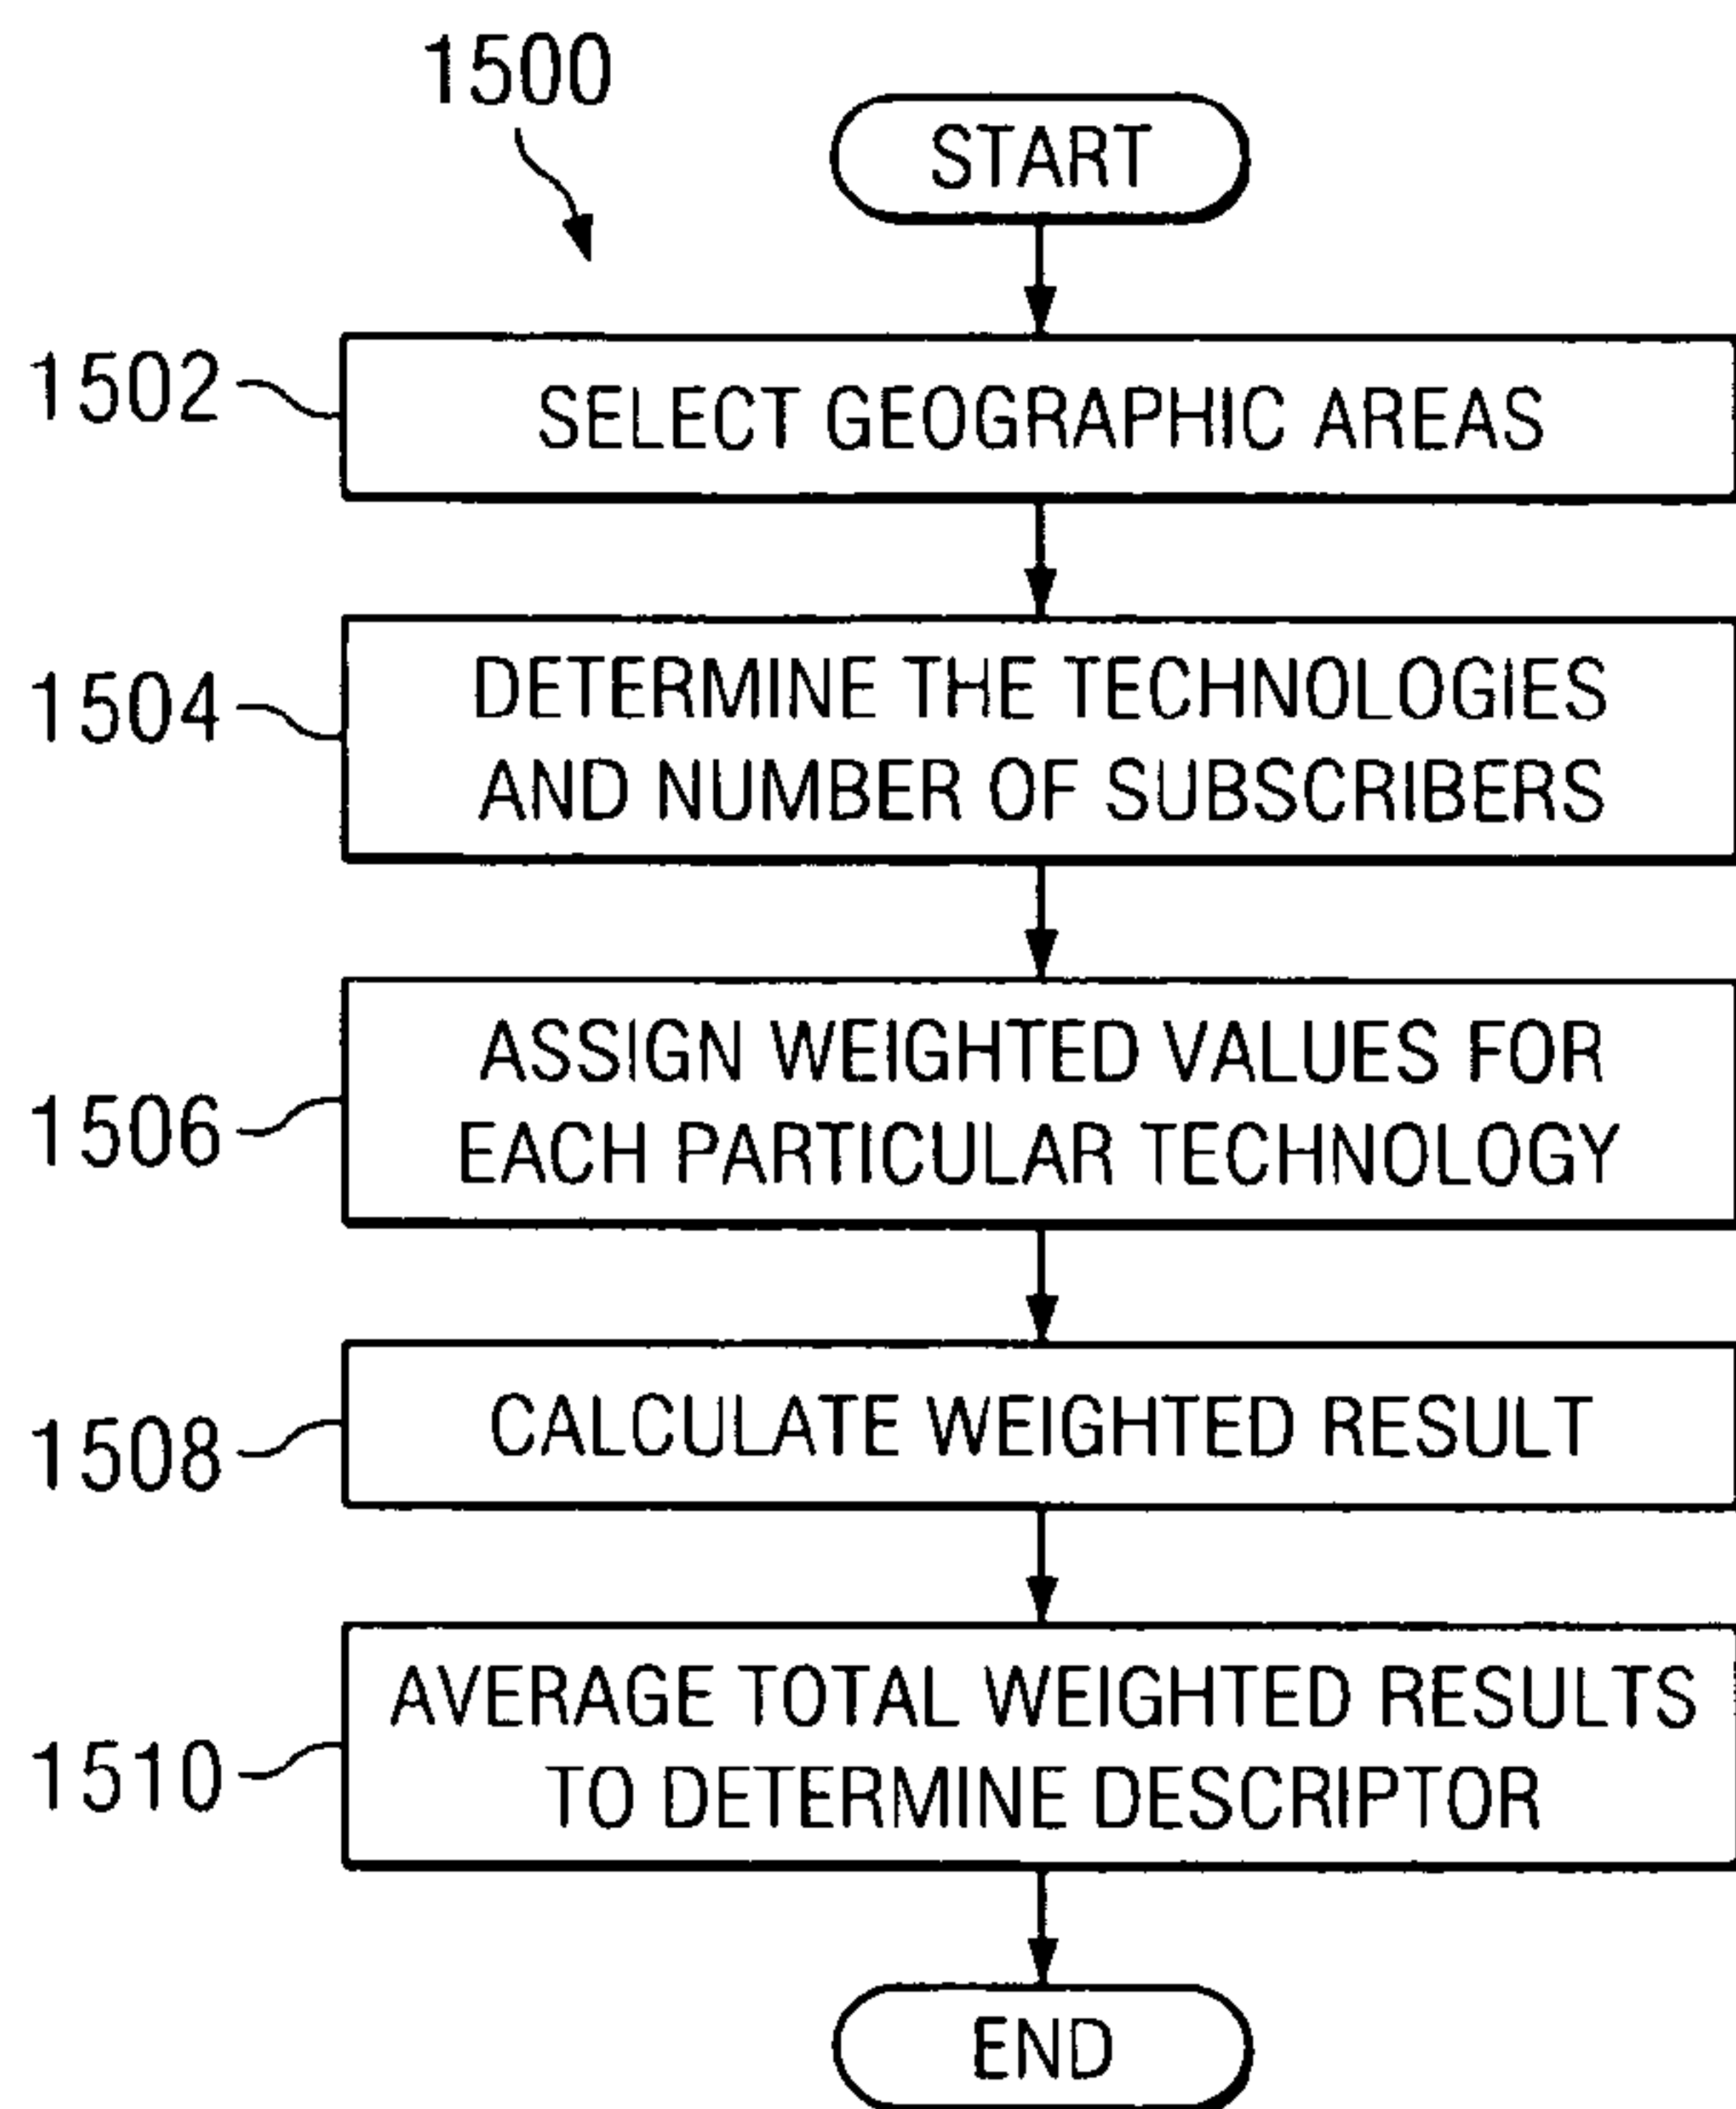 1500
START
1502
SELECT GEOGRAPHIC AREAS
1504
DETERMINE THE TECHNOLOGIES
AND NUMBER OF SUBSCRIBERS
1506
ASSIGN WEIGHTED VALUES FOR
EACH PARTICULAR TECHNOLOGY
1508
CALCULATE WEIGHTED RESULT
1510
AVERAGE TOTAL WEIGHTED RESULTS
TO DETERMINE DESCRIPTOR
END